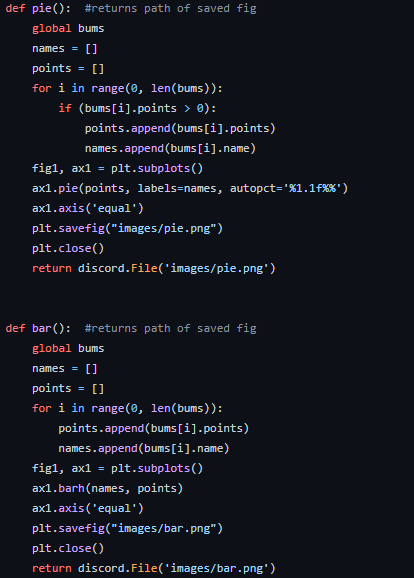 def pie():  #returns path of saved fig
    global bums
    names = []
    points = []
    for i in range(0, len(bums)):
        if (bums[i].points > 0):
            points.append(bums[i].points)
            names.append(bums[i].name)
    fig1, ax1 = plt.subplots()
    ax1.pie(points, labels=names, autopct='%1.1f%%')
    ax1.axis('equal')
    plt.savefig("images/pie.png")
    plt.close()
    return discord.File('images/pie.png')
def bar():  #returns path of saved fig
    global bums
    names = []
    points = []
    for i in range(0, len(bums)):
        points.append(bums[i].points)
        names.append(bums[i].name)
    fig1, ax1 = plt.subplots()
    ax1.barh(names, points)
    ax1.axis('equal')
    plt.savefig("images/bar.png")
    plt.close()
    return discord.File('images/bar.png')